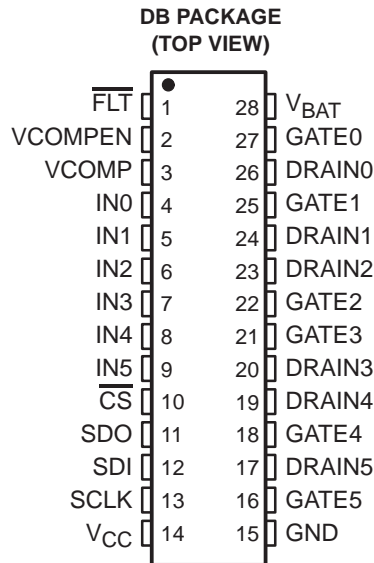 DB PACKAGE
(TOP VIEW)
FLT 1 28 VBAT
VCOMPEN 2 27 GATE0
VCOMP 3 26 DRAIN0
IN0 4 25 GATE1
IN1 5 24 DRAIN1
IN2 6 23 DRAIN2
IN3 7 22 GATE2
IN4 8 21 GATE3
IN5 9 20 DRAIN3
CS 10 19 DRAIN4
SDO 11 18 GATE4
SDI 12 17 DRAIN5
SCLK 13 16 GATE5
VCC 14 15 GND